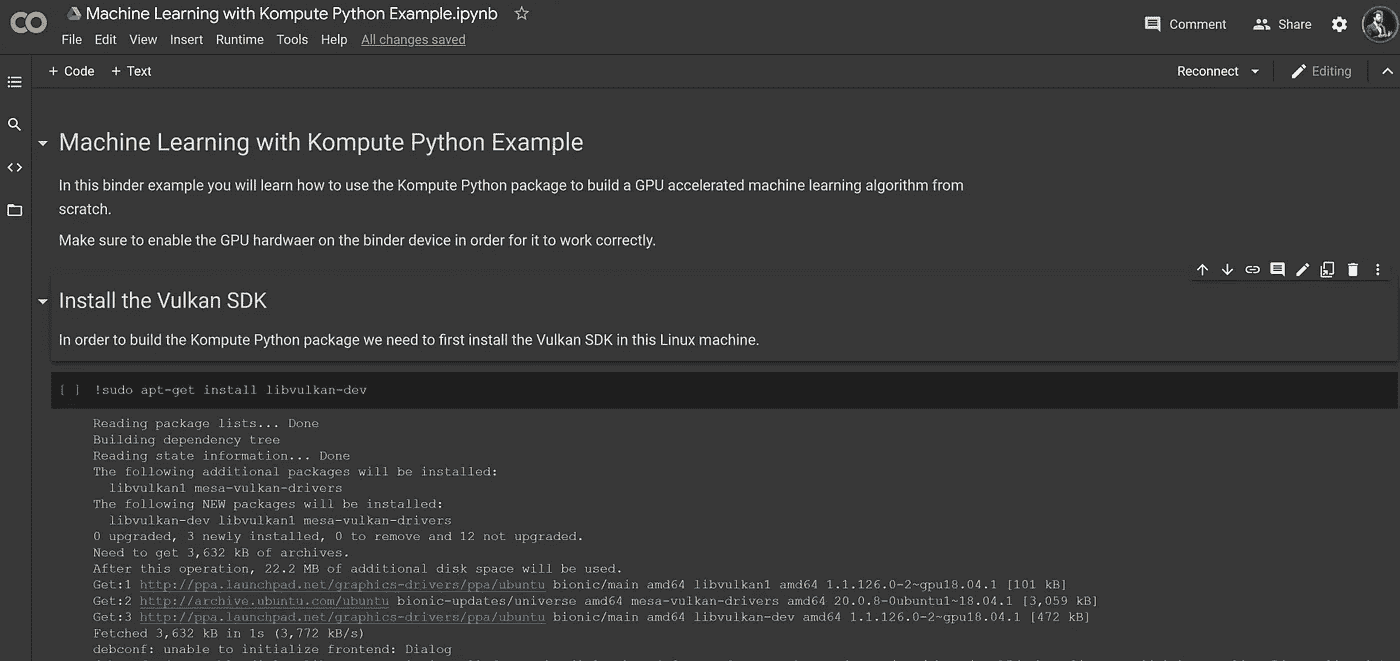 CO
Machine Learning with Kompute Python Example.ipynb
File Edit View Insert Runtime Tools Help All changes saved
Comment Share
+ Code + Text
Reconnect Editing
Machine Learning with Kompute Python Example
In this binder example you will learn how to use the Kompute Python package to build a GPU accelerated machine learning algorithm from
scratch.
Make sure to enable the GPU hardwaer on the binder device in order for it to work correctly.
Install the Vulkan SDK
In order to build the Kompute Python package we need to first install the Vulkan SDK in this Linux machine.
[ ] !sudo apt-get install libvulkan-dev
Reading package lists... Done
Building dependency tree
Reading state information... Done
The following additional packages will be installed:
libvulkan1 mesa-vulkan-drivers
The following NEW packages will be installed:
libvulkan-dev libvulkan1 mesa-vulkan-drivers
0 upgraded, 3 newly installed, 0 to remove and 12 not upgraded.
Need to get 3,632 kB of archives.
After this operation, 22.2 MB of additional disk space will be used.
Get:1 http://ppa.launchpad.net/graphics-drivers/ppa/ubuntu bionic/main amd64 libvulkan1 amd64 1.1.126.0-2~gpu18.04.1 [101 kB]
Get:2 http://archive.ubuntu.com/ubuntu bionic-updates/universe amd64 mesa-vulkan-drivers amd64 20.0.8-0ubuntu1~18.04.1 [3,059 kB]
Get:3 http://ppa.launchpad.net/graphics-drivers/ppa/ubuntu bionic/main amd64 libvulkan-dev amd64 1.1.126.0-2~gpu18.04.1 [472 kB]
Fetched 3,632 kB in 1s (3,772 kB/s)
debconf: unable to initialize frontend: Dialog